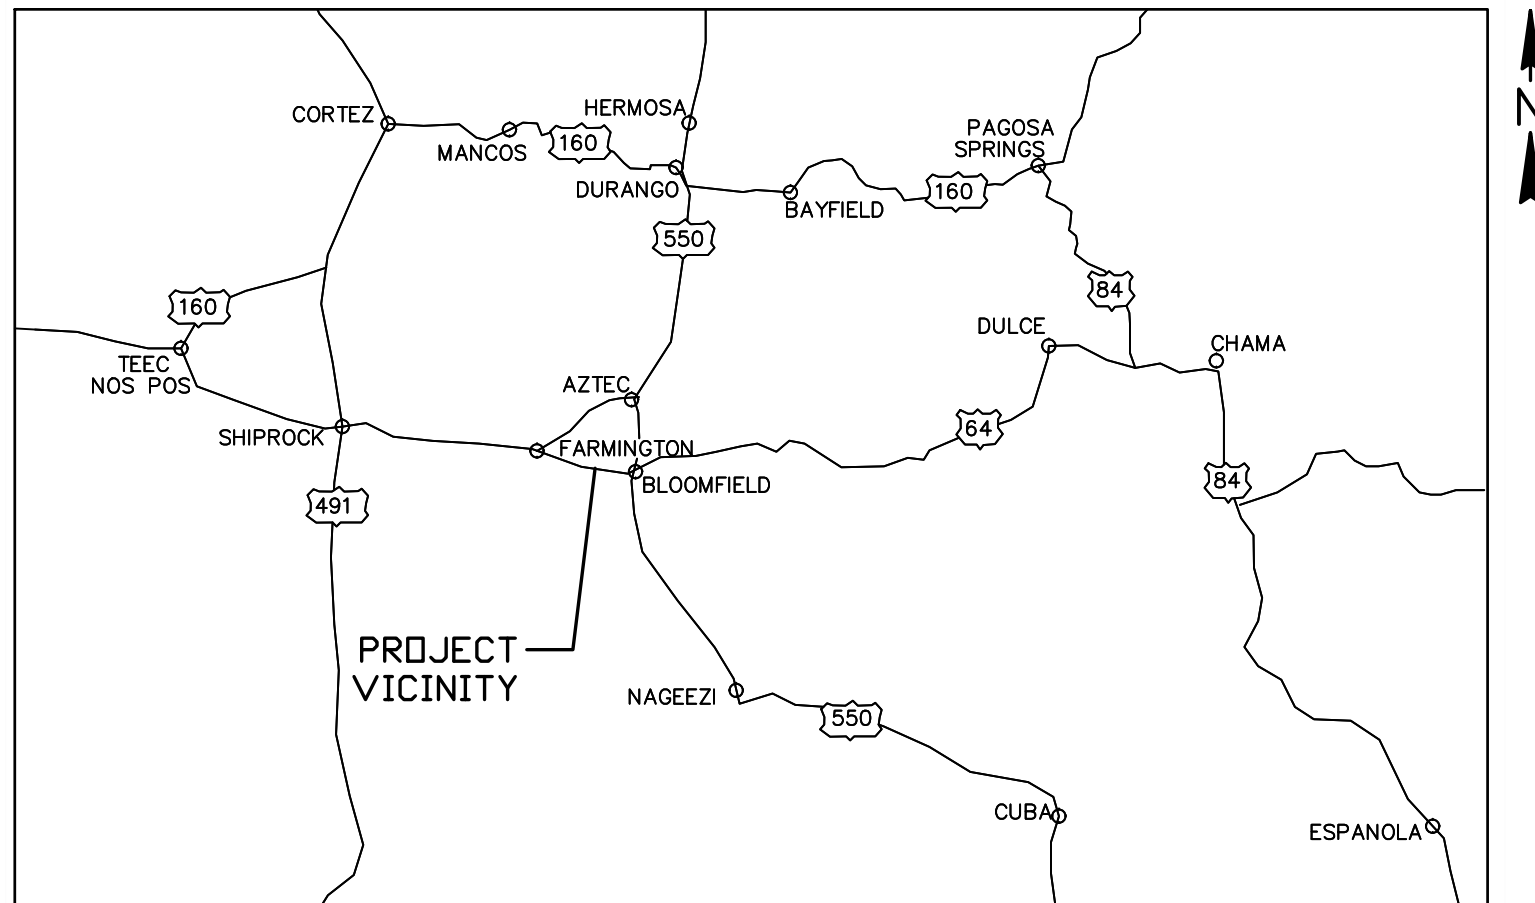 HERMOSA
CORTEZ
N
PAGOSA
SPRINGS
160
MANCOS
DURANGO
160
BAYFIELD
550
84
160
DULCE
CHAMA
TEEC
NOS POS
AZTEC
64
SHIPROCK
FARMINGTON
84
BLOOMFIELD
491
PROJECT
VICINITY
NAGEEZI
550
CUBA
ESPANOLA